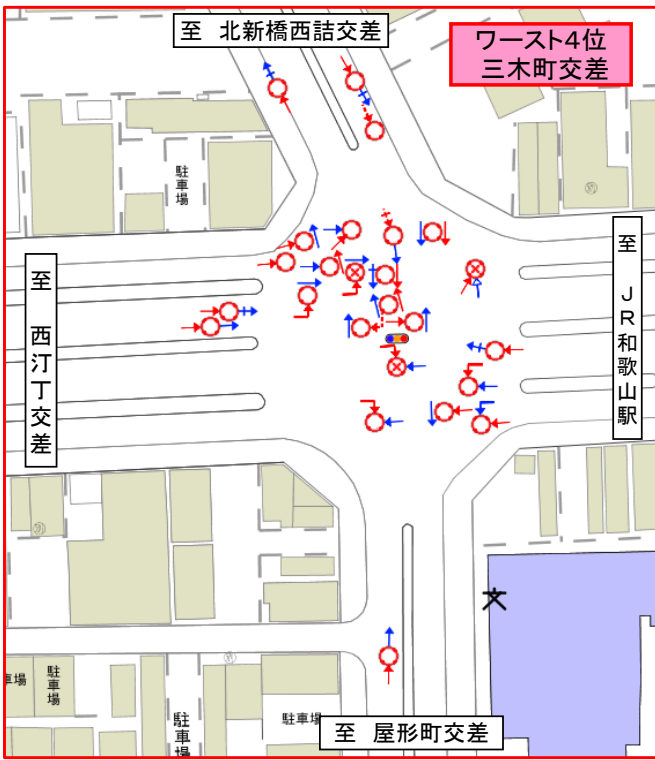 至 北新橋西詰交差
ワースト4位
三木町交差
駐車場
至 西汀丁交差
至 JR和歌山駅
車場
駐車場
駐車場
駐車場
至 屋形町交差